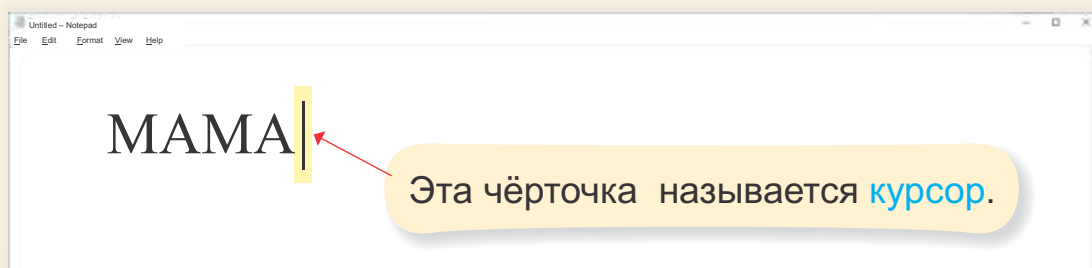 Untitled – Notepad
File Edit Format View Help
МАМА
Эта чёрточка называется курсор.